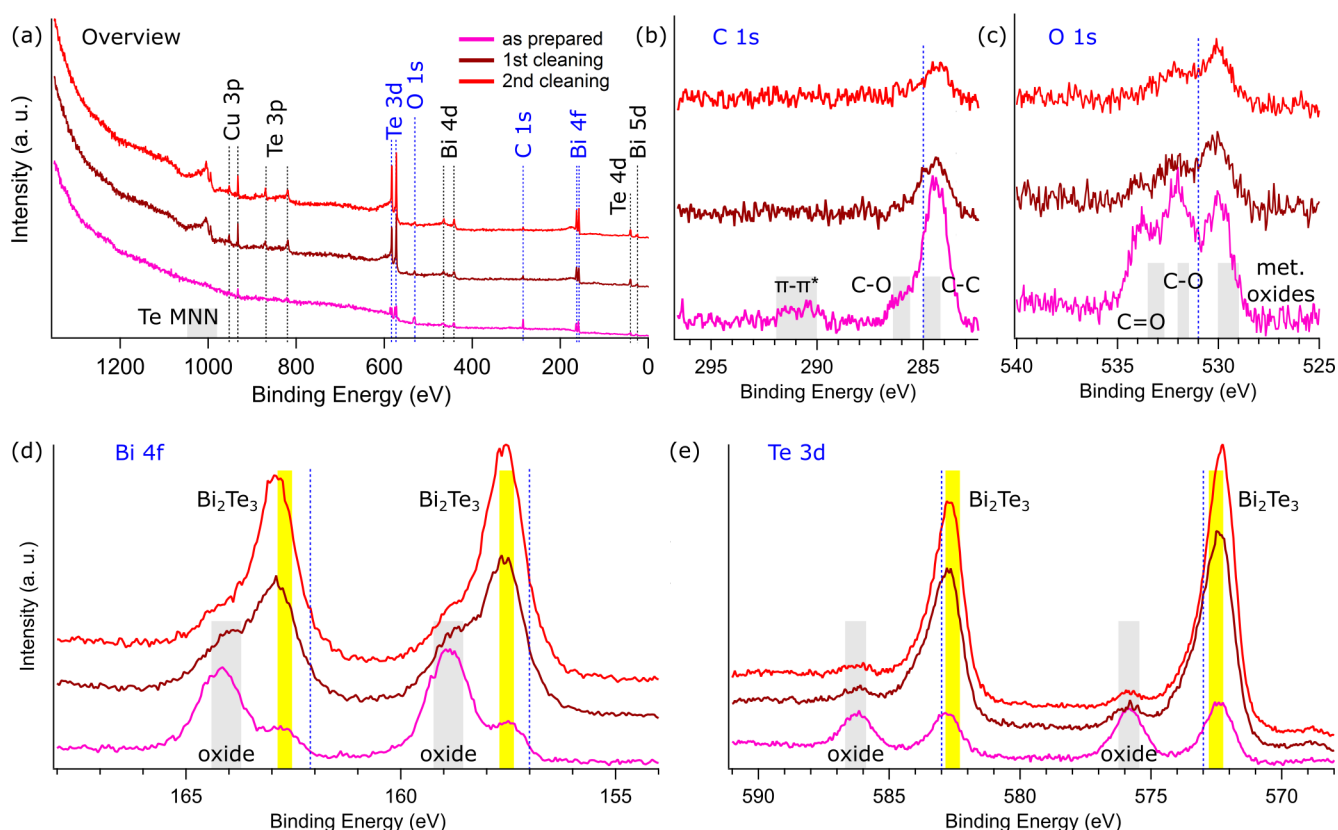 (a)
Overview
as prepared
1st cleaning
2nd cleaning
Cu 3p
Te 3p
Te 3d
O 1s
Bi 4d
C 1s
Bi 4f
Te 4d
Bi 5d
Te MNN
Intensity (a. u.)
1200 1000 800 600 400 200 0
Binding Energy (eV)
(b)
C 1s
π-π*
C-O
C-C
295 290 285
Binding Energy (eV)
(c)
O 1s
C=O
C-O
met.
oxides
540 535 530 525
Binding Energy (eV)
(d)
Bi 4f
Bi₂Te₃
Bi₂Te₃
oxide
oxide
Intensity (a. u.)
165 160 155
Binding Energy (eV)
(e)
Te 3d
Bi₂Te₃
Bi₂Te₃
oxide
oxide
Intensity (a. u.)
590 585 580 575 570
Binding Energy (eV)